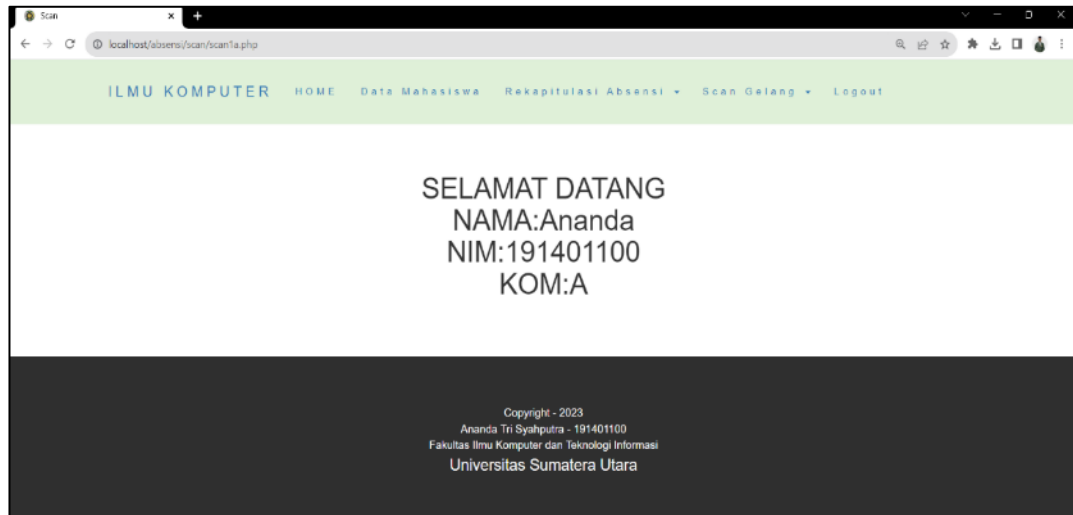 Scan
localhost/absensi/scan/scan1a.php
ILMU KOMPUTER HOME Data Mahasiswa Rekapitulasi Absensi Scan Gelang Logout
SELAMAT DATANG
NAMA:Ananda
NIM:191401100
KOM:A
Copyright - 2023
Ananda Tri Syahputra - 191401100
Fakultas Ilmu Komputer dan Teknologi Informasi
Universitas Sumatera Utara